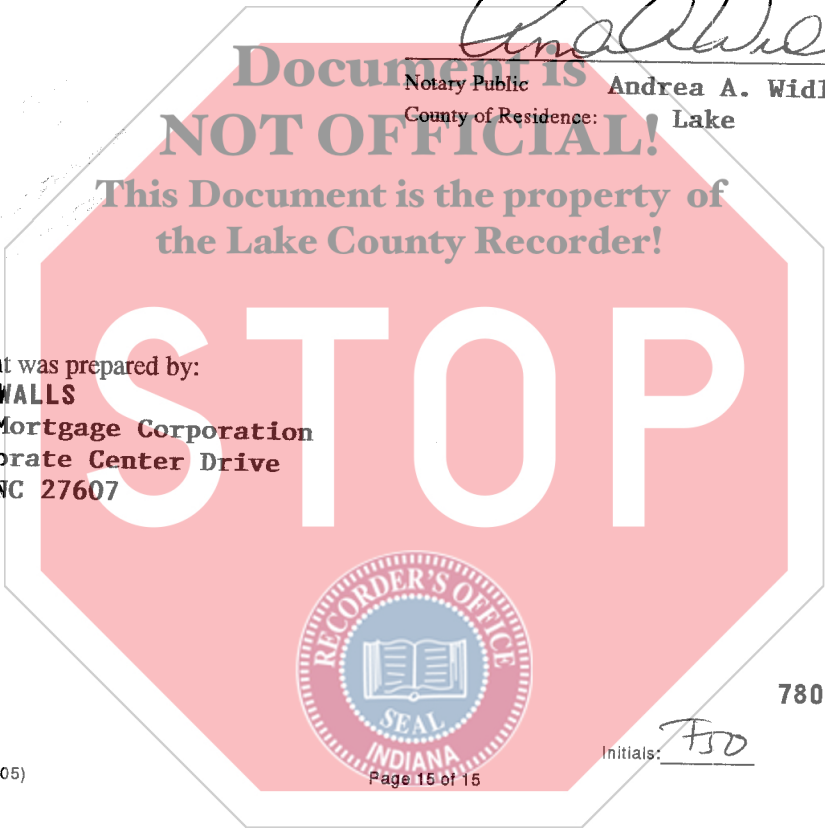 Document is
Notary Public Andrea A. Widl
NOT OFFICIAL!
County of Residence: Lake
This Document is the property of
the Lake County Recorder!
STOP
t was prepared by:
WALLS
Mortgage Corporation
orate Center Drive
NC 27607
RECORDER'S OFFICE
SEAL
INDIANA
780
Initials:
05)
Page 15 of 15